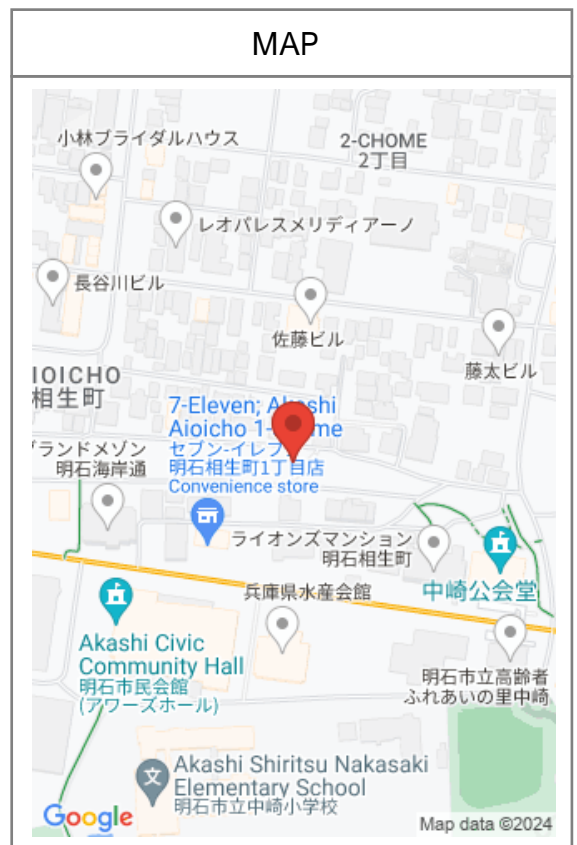 MAP
小林ブライダルハウス
2-CHOME
2丁目
レオパレスメリディアーノ
長谷川ビル
佐藤ビル
藤太ビル
IOICHO
相生町
7-Eleven; Akashi
Aioicho 1-
me
セブン-イレブ
明石相生町1丁目店
Convenience store
ランドメゾン
明石海岸通
ライオンズマンション
明石相生町
中崎公会堂
兵庫県水産会館
Akashi Civic
Community Hall
明石市民会館
(アワーズホール)
明石市立高齢者
ふれあいの里中崎
文
Akashi Shiritsu Nakasaki
Elementary School
明石市立中崎小学校
Google
Map data ©2024